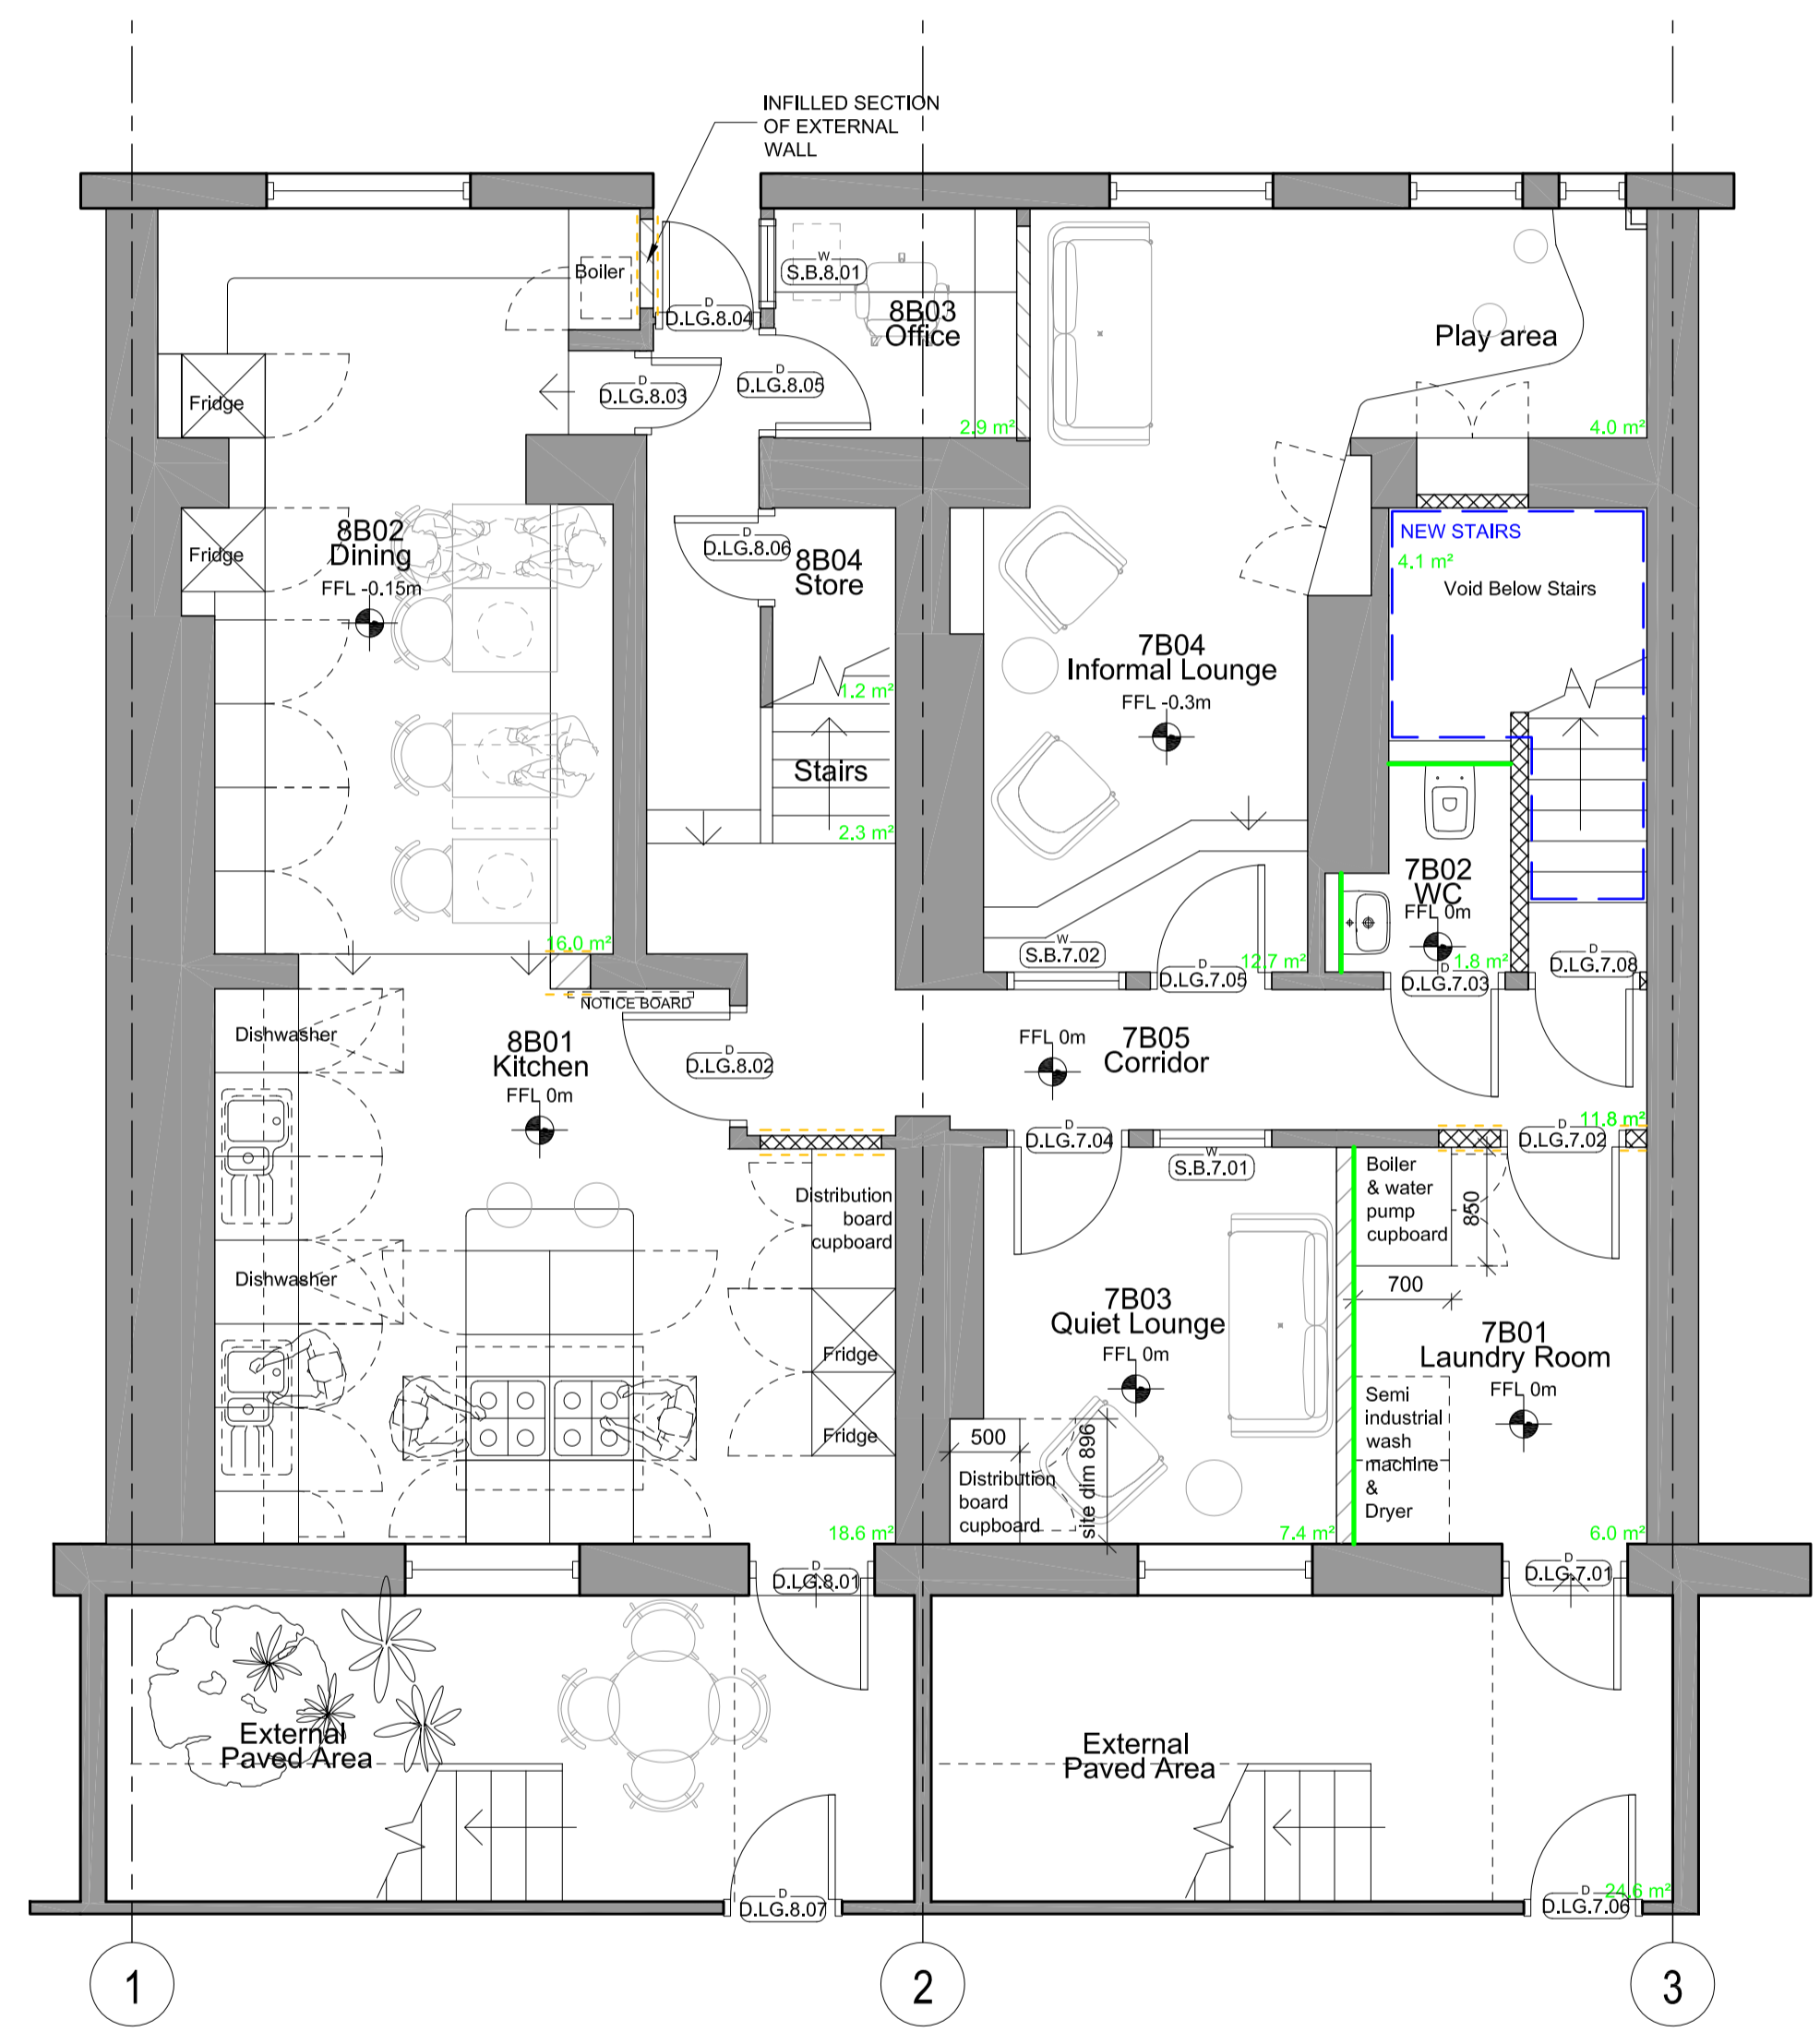 INFILLED SECTION
OF EXTERNAL
WALL
Boiler
D
D.LG.8.04
W
S.B.8.01
8B03
Office
2.9 m²
Play area
4.0 m²
D
D.LG.8.03
D
D.LG.8.05
Fridge
Fridge
8B02
Dining
FFL -0.15m
16.0 m²
D
D.LG.8.06
8B04
Store
1.2 m²
Stairs
2.3 m²
7B04
Informal Lounge
FFL -0.3m
12.7 m²
NEW STAIRS
4.1 m²
Void Below Stairs
7B02
WC
FFL 0m
1.8 m²
W
S.B.7.02
D
D.LG.7.05
D
D.LG.7.03
D
D.LG.7.08
NOTICE BOARD
Dishwasher
8B01
Kitchen
FFL 0m
D
D.LG.8.02
FFL 0m
7B05
Corridor
11.8 m²
D
D.LG.7.04
W
S.B.7.01
D
D.LG.7.02
Distribution
board
cupboard
Boiler
& water
pump
cupboard
850
700
Dishwasher
Fridge
Fridge
18.6 m²
7B03
Quiet Lounge
FFL 0m
7.4 m²
7B01
Laundry Room
FFL 0m
6.0 m²
500
Distribution
board
cupboard
site dim 896
Semi
industrial
wash
machine
&
Dryer
D
D.LG.8.01
D
D.LG.7.01
External
Paved Area
External
Paved Area
24.6 m²
D
D.LG.8.07
D
D.LG.7.06
1
2
3